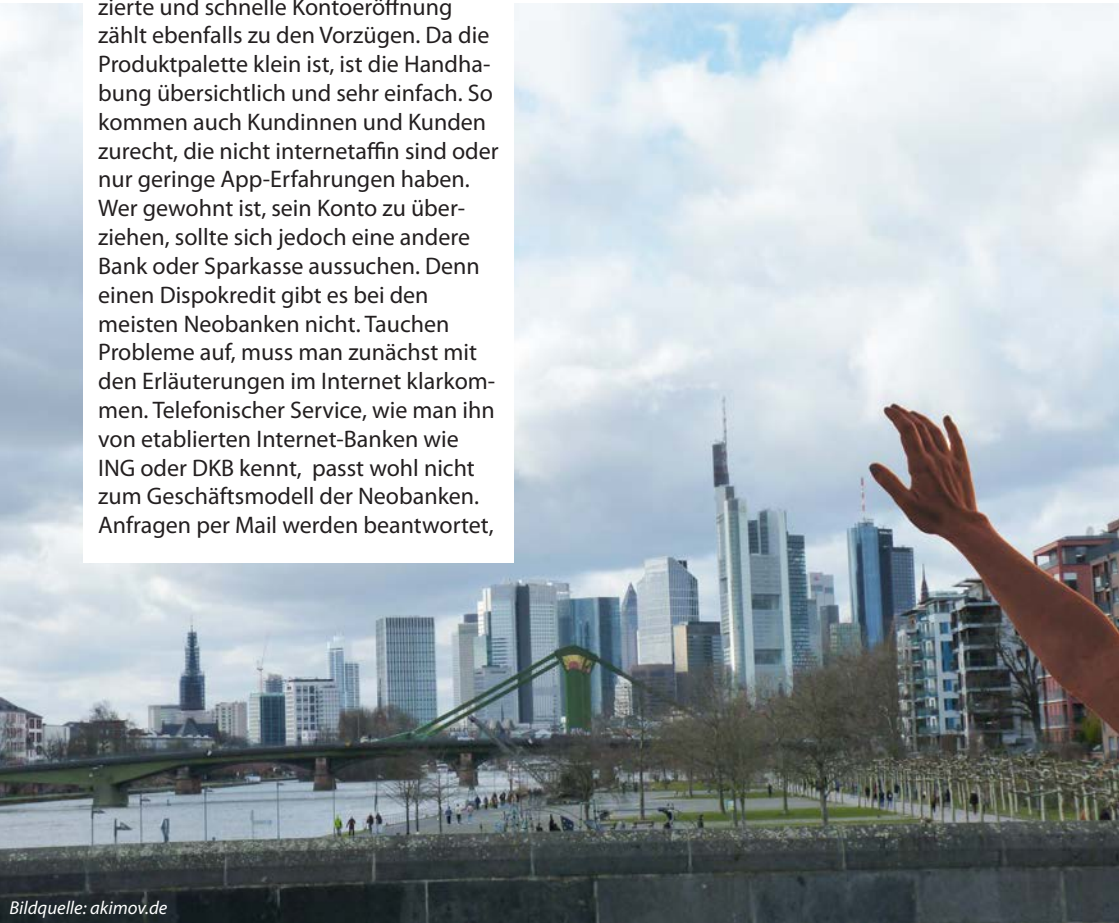 zierte und schnelle Kontoeröffnung
zählt ebenfalls zu den Vorzügen. Da die
Produktpalette klein ist, ist die Handha-
bung übersichtlich und sehr einfach. So
kommen auch Kundinnen und Kunden
zurecht, die nicht internetaffin sind oder
nur geringe App-Erfahrungen haben.
Wer gewohnt ist, sein Konto zu über-
ziehen, sollte sich jedoch eine andere
Bank oder Sparkasse aussuchen. Denn
einen Dispokredit gibt es bei den
meisten Neobanken nicht. Tauchen
Probleme auf, muss man zunächst mit
den Erläuterungen im Internet klarkom-
men. Telefonischer Service, wie man ihn
von etablierten Internet-Banken wie
ING oder DKB kennt,  passt wohl nicht
zum Geschäftsmodell der Neobanken.
Anfragen per Mail werden beantwortet,
Bildquelle: akimov.de